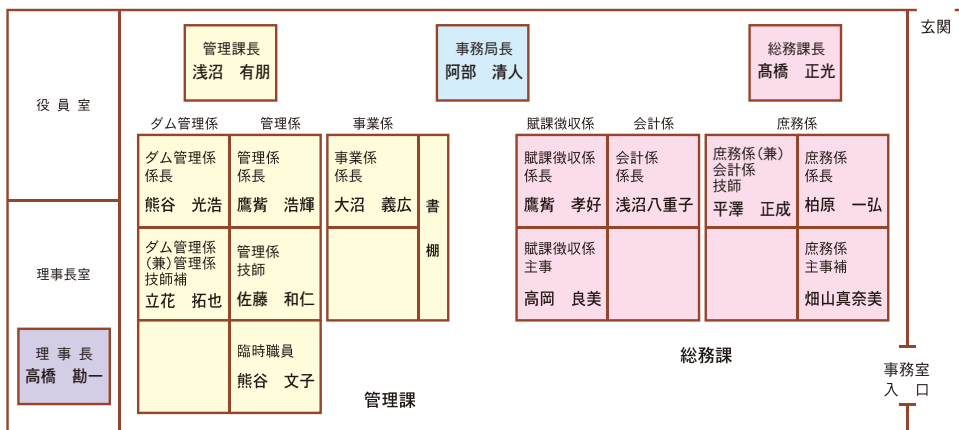 玄関
管理課長
浅沼　有朋
事務局長
阿部　清人
総務課長
髙橋　正光
役 員 室
ダム管理係
管理係
事業係
賦課徴収係
会計係
庶務係
ダム管理係
係長
熊谷　光浩
管理係
係長
鷹觜　浩輝
事業係
係長
大沼　義広
書棚
賦課徴収係
係長
鷹觜　孝好
会計係
係長
浅沼八重子
庶務係（兼）
会計係
技師
平澤　正成
庶務係
係長
柏原　一弘
ダム管理係
（兼）管理係
技師補
立花　拓也
管理係
技師
佐藤　和仁
賦課徴収係
主事
高岡　良美
庶務係
主事補
畑山真奈美
理事長室
理 事 長
高橋　勘一
臨時職員
熊谷　文子
管理課
総務課
事務室
入　口